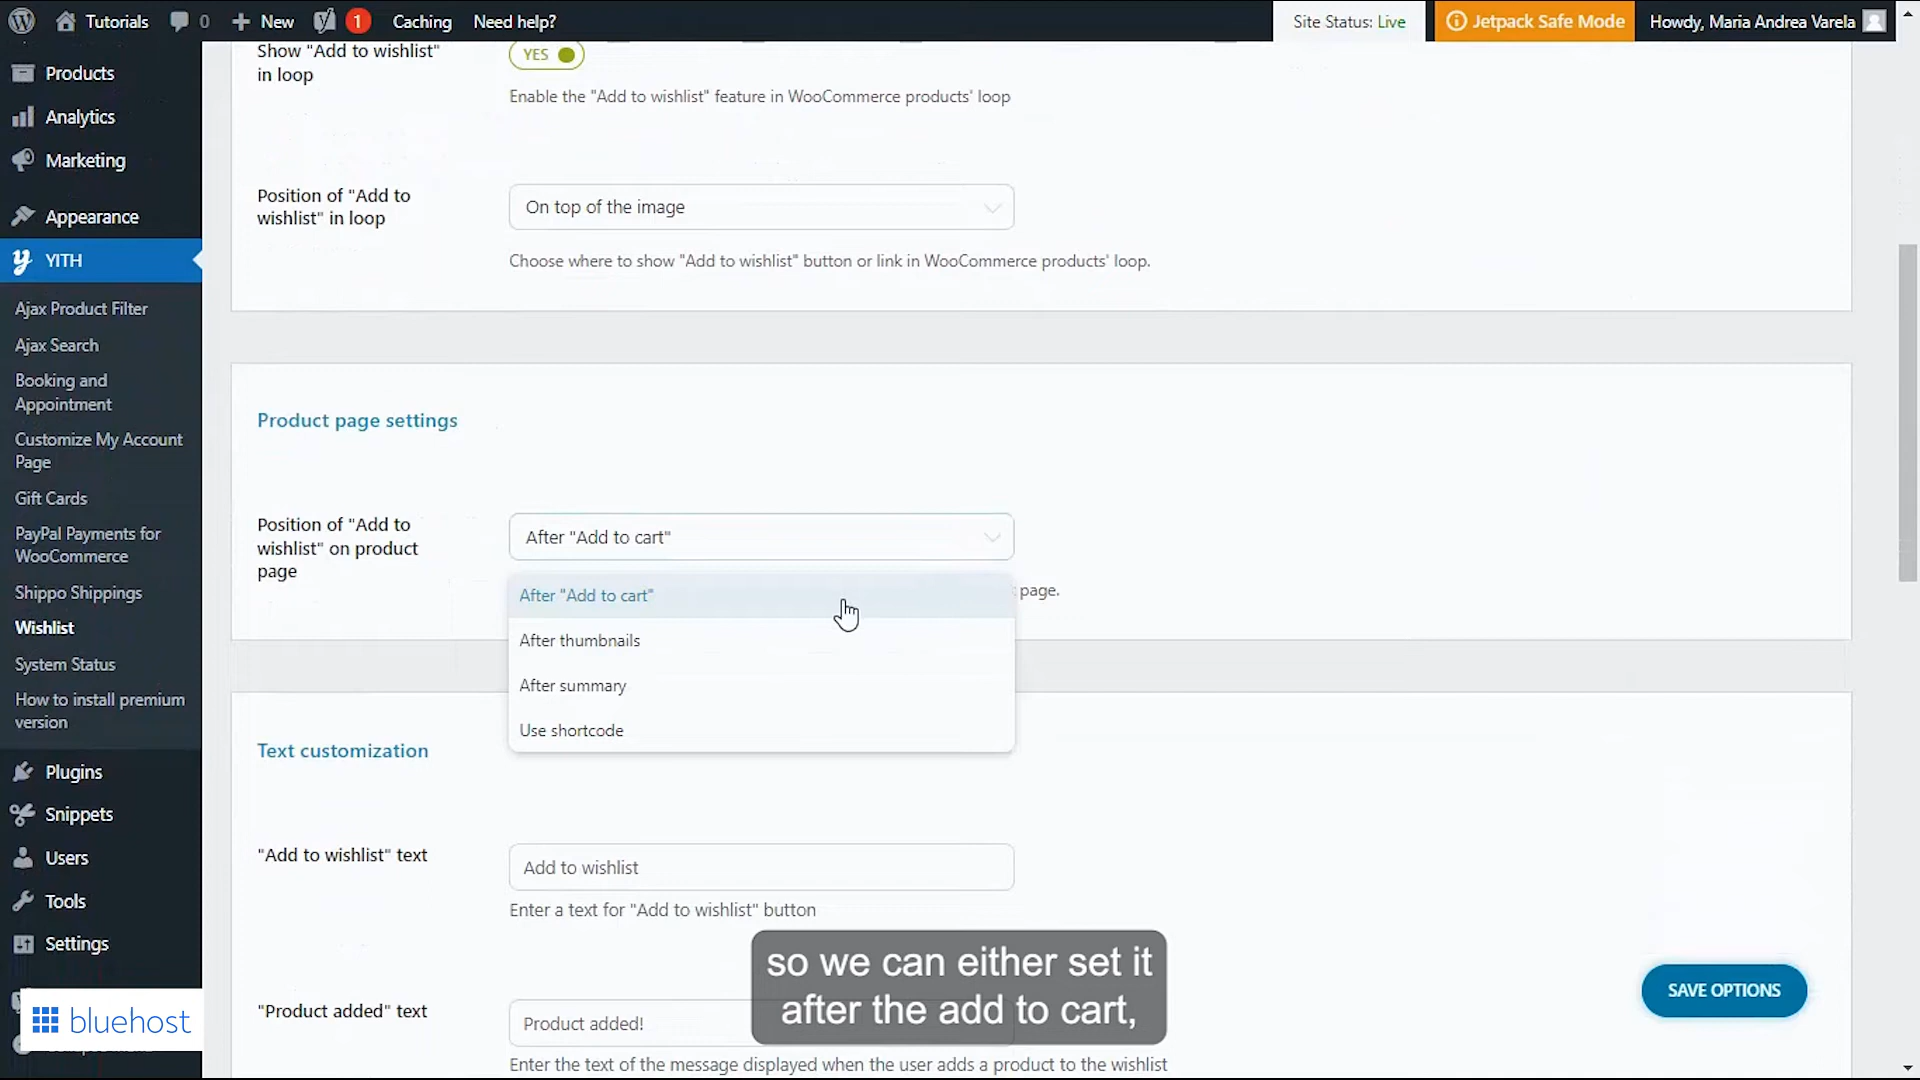 Tutorials
0
New
1
Caching
Need help?
Site Status: Live
Jetpack Safe Mode
Howdy, Maria Andrea Varela
Products
Analytics
Marketing
Appearance
YITH
Ajax Product Filter
Ajax Search
Booking and
Appointment
Customize My Account
Page
Gift Cards
PayPal Payments for
WooCommerce
Shippo Shippings
Wishlist
System Status
How to install premium
version
Plugins
Snippets
Users
Tools
Settings
bluehost
Show "Add to wishlist"
in loop
YES
Enable the "Add to wishlist" feature in WooCommerce products' loop
Position of "Add to
wishlist" in loop
On top of the image
Choose where to show "Add to wishlist" button or link in WooCommerce products' loop.
Product page settings
Position of "Add to
wishlist" on product
page
After "Add to cart"
page.
After "Add to cart"
After thumbnails
After summary
Use shortcode
Text customization
"Add to wishlist" text
Add to wishlist
Enter a text for "Add to wishlist" button
"Product added" text
Product added!
Enter the text of the message displayed when the user adds a product to the wishlist
so we can either set it
after the add to cart,
SAVE OPTIONS